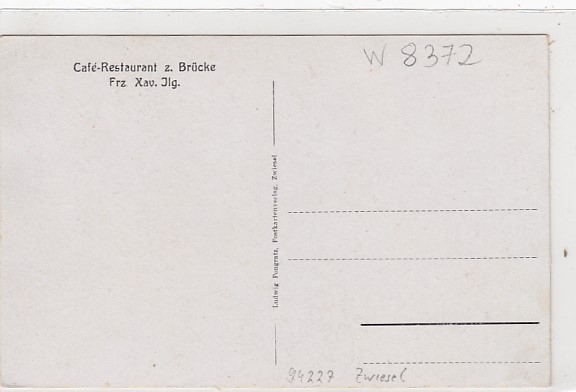 Café-Restaurant z. Brücke
Frz Xav. Jlg.
W 8372
Ludwig Pongratz, Postkartenverlag, Zwiesel
94227 Zwiesel